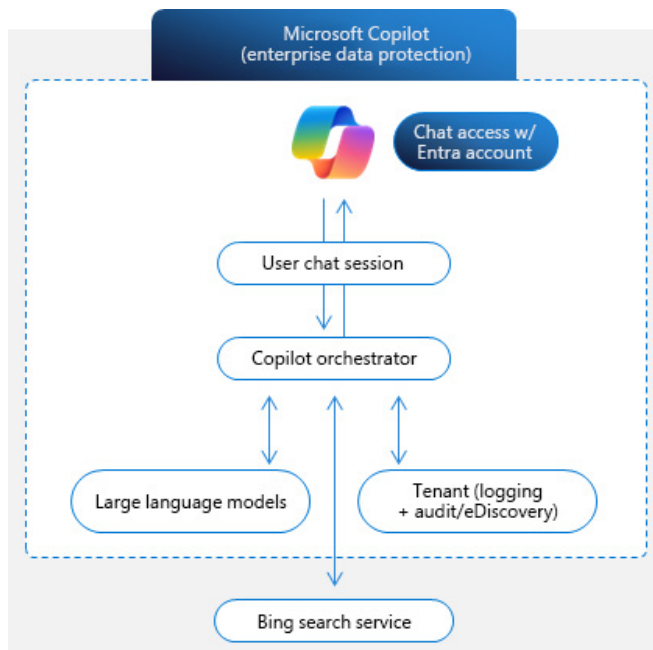 Microsoft Copilot
(enterprise data protection)
Chat access w/
Entra account
User chat session
Copilot orchestrator
Large language models
Tenant (logging
+ audit/eDiscovery)
Bing search service